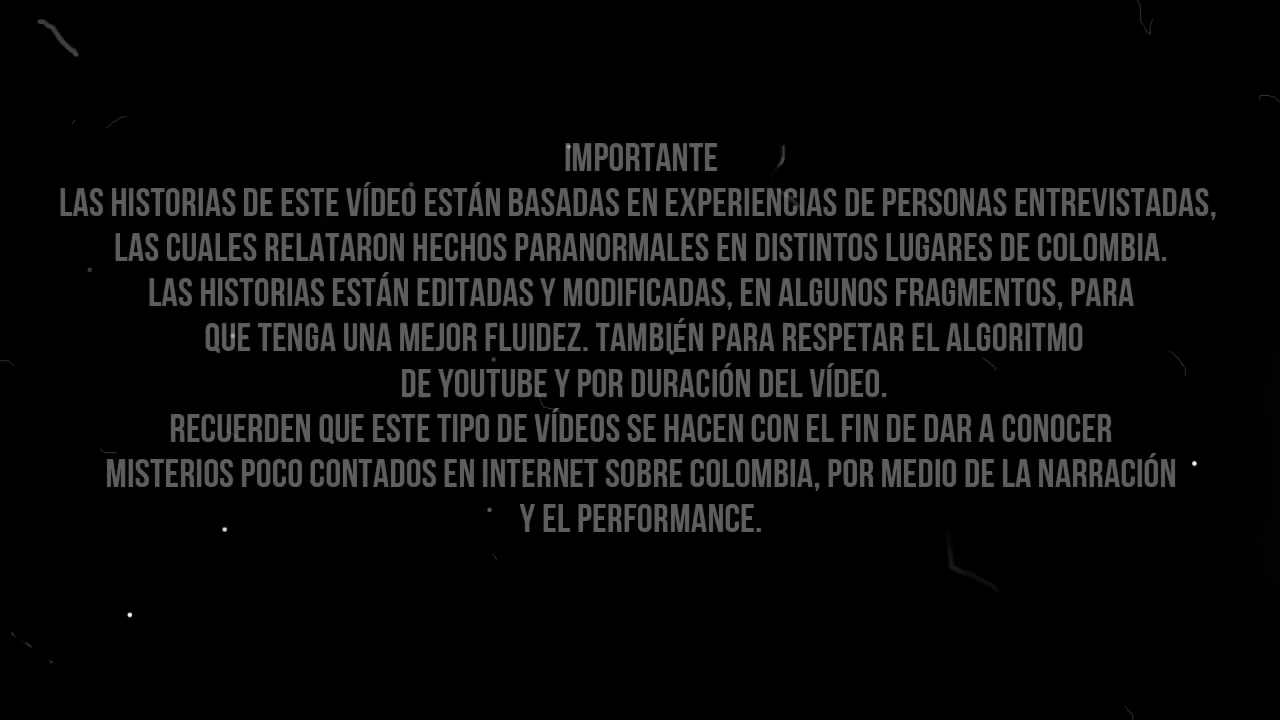 IMPORTANTE
LAS HISTORIAS DE ESTE VÍDEO ESTÁN BASADAS EN EXPERIENCIAS DE PERSONAS ENTREVISTADAS,
LAS CUALES RELATARON HECHOS PARANORMALES EN DISTINTOS LUGARES DE COLOMBIA.
LAS HISTORIAS ESTÁN EDITADAS Y MODIFICADAS, EN ALGUNOS FRAGMENTOS, PARA
QUE TENGA UNA MEJOR FLUIDEZ. TAMBIÉN PARA RESPETAR EL ALGORITMO
DE YOUTUBE Y POR DURACIÓN DEL VÍDEO.
RECUERDEN QUE ESTE TIPO DE VÍDEOS SE HACEN CON EL FIN DE DAR A CONOCER
MISTERIOS POCO CONTADOS EN INTERNET SOBRE COLOMBIA, POR MEDIO DE LA NARRACIÓN
Y EL PERFORMANCE.